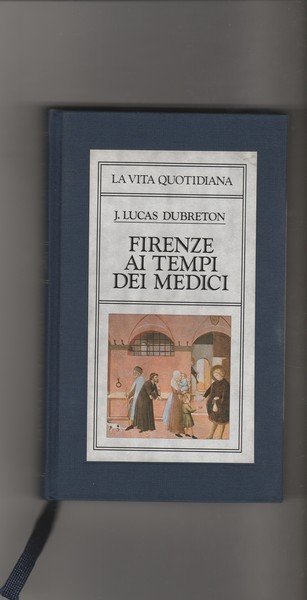 LA VITA QUOTIDIANA
J. LUCAS DUBRETON
FIRENZE
AI TEMPI
DEI MEDICI